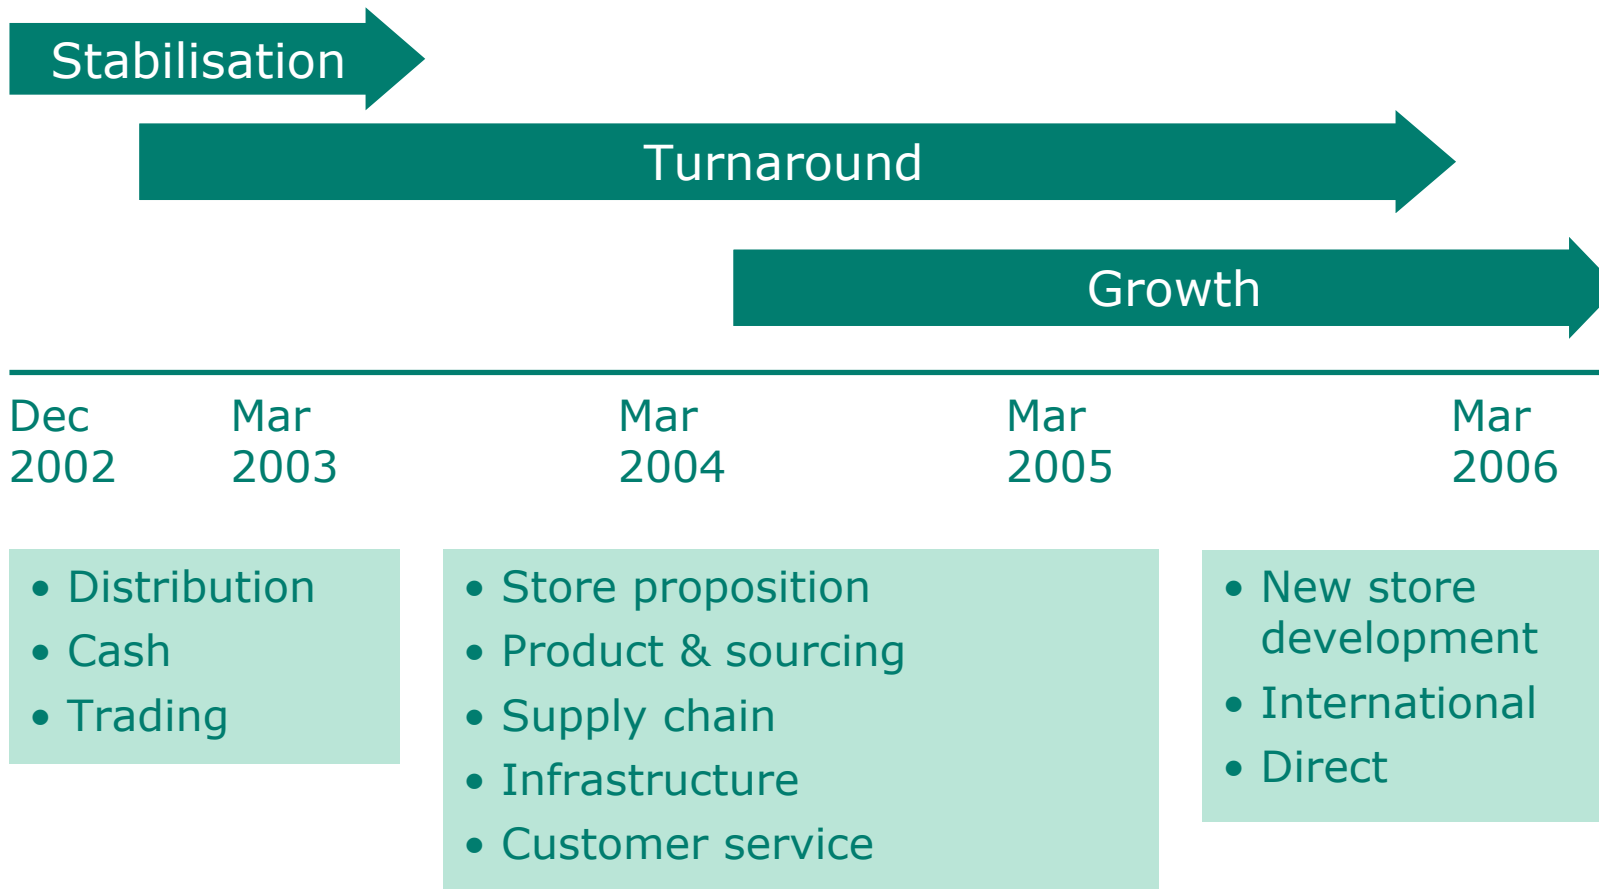 Stabilisation
Turnaround
Growth
Dec Mar Mar Mar Mar
2002 2003 2004 2005 2006
• Distribution
• Cash
• Trading
• Store proposition
• Product & sourcing
• Supply chain
• Infrastructure
• Customer service
• New store
development
• International
• Direct